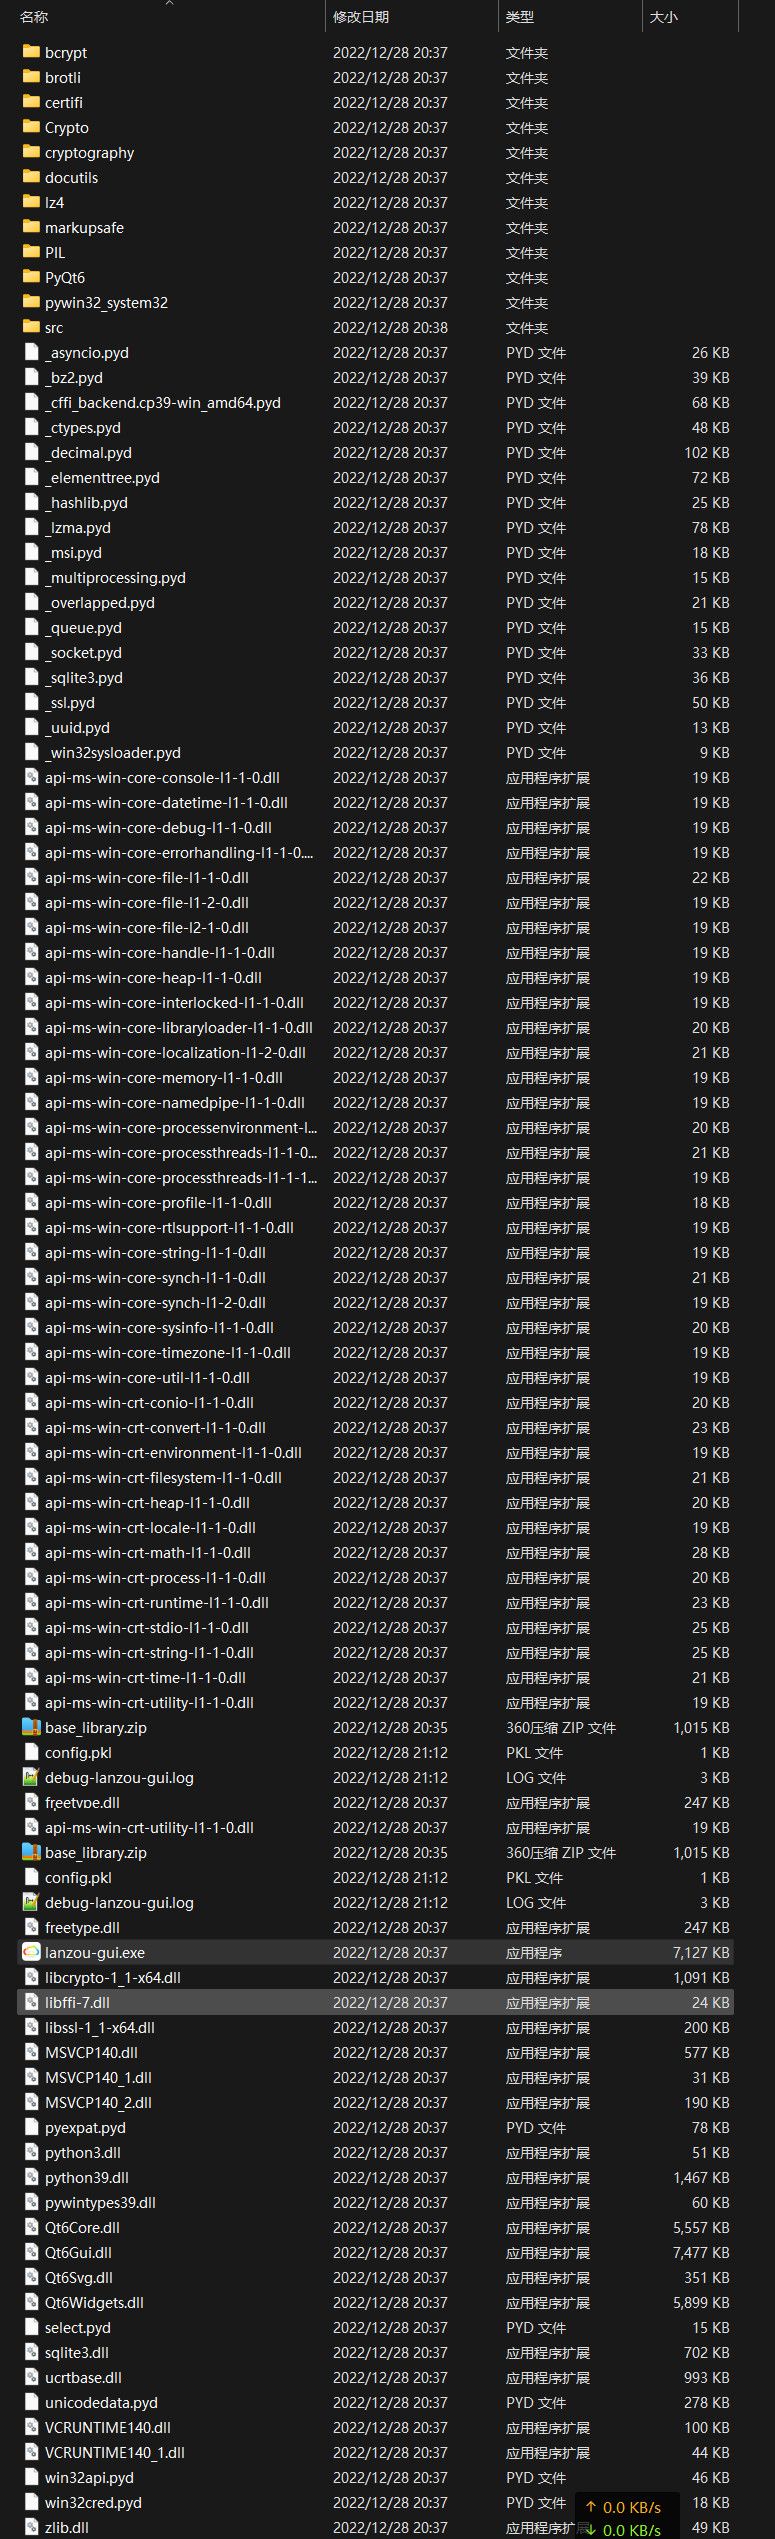 名称 修改日期 类型 大小
bcrypt 2022/12/28 20:37 文件夹
brotli 2022/12/28 20:37 文件夹
certifi 2022/12/28 20:37 文件夹
Crypto 2022/12/28 20:37 文件夹
cryptography 2022/12/28 20:37 文件夹
docutils 2022/12/28 20:37 文件夹
lz4 2022/12/28 20:37 文件夹
markupsafe 2022/12/28 20:37 文件夹
PIL 2022/12/28 20:37 文件夹
PyQt6 2022/12/28 20:37 文件夹
pywin32_system32 2022/12/28 20:37 文件夹
src 2022/12/28 20:38 文件夹
_asyncio.pyd 2022/12/28 20:37 PYD 文件 26 KB
_bz2.pyd 2022/12/28 20:37 PYD 文件 39 KB
_cffi_backend.cp39-win_amd64.pyd 2022/12/28 20:37 PYD 文件 68 KB
_ctypes.pyd 2022/12/28 20:37 PYD 文件 48 KB
_decimal.pyd 2022/12/28 20:37 PYD 文件 102 KB
_elementtree.pyd 2022/12/28 20:37 PYD 文件 72 KB
_hashlib.pyd 2022/12/28 20:37 PYD 文件 25 KB
_lzma.pyd 2022/12/28 20:37 PYD 文件 78 KB
_msi.pyd 2022/12/28 20:37 PYD 文件 18 KB
_multiprocessing.pyd 2022/12/28 20:37 PYD 文件 15 KB
_overlapped.pyd 2022/12/28 20:37 PYD 文件 21 KB
_queue.pyd 2022/12/28 20:37 PYD 文件 15 KB
_socket.pyd 2022/12/28 20:37 PYD 文件 33 KB
_sqlite3.pyd 2022/12/28 20:37 PYD 文件 36 KB
_ssl.pyd 2022/12/28 20:37 PYD 文件 50 KB
_uuid.pyd 2022/12/28 20:37 PYD 文件 13 KB
_win32sysloader.pyd 2022/12/28 20:37 PYD 文件 9 KB
api-ms-win-core-console-l1-1-0.dll 2022/12/28 20:37 应用程序扩展 19 KB
api-ms-win-core-datetime-l1-1-0.dll 2022/12/28 20:37 应用程序扩展 19 KB
api-ms-win-core-debug-l1-1-0.dll 2022/12/28 20:37 应用程序扩展 19 KB
api-ms-win-core-errorhandling-l1-1-0.... 2022/12/28 20:37 应用程序扩展 19 KB
api-ms-win-core-file-l1-1-0.dll 2022/12/28 20:37 应用程序扩展 22 KB
api-ms-win-core-file-l1-2-0.dll 2022/12/28 20:37 应用程序扩展 19 KB
api-ms-win-core-file-l2-1-0.dll 2022/12/28 20:37 应用程序扩展 19 KB
api-ms-win-core-handle-l1-1-0.dll 2022/12/28 20:37 应用程序扩展 19 KB
api-ms-win-core-heap-l1-1-0.dll 2022/12/28 20:37 应用程序扩展 19 KB
api-ms-win-core-interlocked-l1-1-0.dll 2022/12/28 20:37 应用程序扩展 19 KB
api-ms-win-core-libraryloader-l1-1-0.dll 2022/12/28 20:37 应用程序扩展 20 KB
api-ms-win-core-localization-l1-2-0.dll 2022/12/28 20:37 应用程序扩展 21 KB
api-ms-win-core-memory-l1-1-0.dll 2022/12/28 20:37 应用程序扩展 19 KB
api-ms-win-core-namedpipe-l1-1-0.dll 2022/12/28 20:37 应用程序扩展 19 KB
api-ms-win-core-processenvironment-l... 2022/12/28 20:37 应用程序扩展 20 KB
api-ms-win-core-processthreads-l1-1-0... 2022/12/28 20:37 应用程序扩展 21 KB
api-ms-win-core-processthreads-l1-1-1... 2022/12/28 20:37 应用程序扩展 19 KB
api-ms-win-core-profile-l1-1-0.dll 2022/12/28 20:37 应用程序扩展 18 KB
api-ms-win-core-rtlsupport-l1-1-0.dll 2022/12/28 20:37 应用程序扩展 19 KB
api-ms-win-core-string-l1-1-0.dll 2022/12/28 20:37 应用程序扩展 19 KB
api-ms-win-core-synch-l1-1-0.dll 2022/12/28 20:37 应用程序扩展 21 KB
api-ms-win-core-synch-l1-2-0.dll 2022/12/28 20:37 应用程序扩展 19 KB
api-ms-win-core-sysinfo-l1-1-0.dll 2022/12/28 20:37 应用程序扩展 20 KB
api-ms-win-core-timezone-l1-1-0.dll 2022/12/28 20:37 应用程序扩展 19 KB
api-ms-win-core-util-l1-1-0.dll 2022/12/28 20:37 应用程序扩展 19 KB
api-ms-win-crt-conio-l1-1-0.dll 2022/12/28 20:37 应用程序扩展 20 KB
api-ms-win-crt-convert-l1-1-0.dll 2022/12/28 20:37 应用程序扩展 23 KB
api-ms-win-crt-environment-l1-1-0.dll 2022/12/28 20:37 应用程序扩展 19 KB
api-ms-win-crt-filesystem-l1-1-0.dll 2022/12/28 20:37 应用程序扩展 21 KB
api-ms-win-crt-heap-l1-1-0.dll 2022/12/28 20:37 应用程序扩展 20 KB
api-ms-win-crt-locale-l1-1-0.dll 2022/12/28 20:37 应用程序扩展 19 KB
api-ms-win-crt-math-l1-1-0.dll 2022/12/28 20:37 应用程序扩展 28 KB
api-ms-win-crt-process-l1-1-0.dll 2022/12/28 20:37 应用程序扩展 20 KB
api-ms-win-crt-runtime-l1-1-0.dll 2022/12/28 20:37 应用程序扩展 23 KB
api-ms-win-crt-stdio-l1-1-0.dll 2022/12/28 20:37 应用程序扩展 25 KB
api-ms-win-crt-string-l1-1-0.dll 2022/12/28 20:37 应用程序扩展 25 KB
api-ms-win-crt-time-l1-1-0.dll 2022/12/28 20:37 应用程序扩展 21 KB
api-ms-win-crt-utility-l1-1-0.dll 2022/12/28 20:37 应用程序扩展 19 KB
base_library.zip 2022/12/28 20:35 360压缩 ZIP 文件 1,015 KB
config.pkl 2022/12/28 21:12 PKL 文件 1 KB
debug-lanzou-gui.log 2022/12/28 21:12 LOG 文件 3 KB
freetype.dll 2022/12/28 20:37 应用程序扩展 247 KB
api-ms-win-crt-utility-l1-1-0.dll 2022/12/28 20:37 应用程序扩展 19 KB
base_library.zip 2022/12/28 20:35 360压缩 ZIP 文件 1,015 KB
config.pkl 2022/12/28 21:12 PKL 文件 1 KB
debug-lanzou-gui.log 2022/12/28 21:12 LOG 文件 3 KB
freetype.dll 2022/12/28 20:37 应用程序扩展 247 KB
lanzou-gui.exe 2022/12/28 20:37 应用程序 7,127 KB
libcrypto-1_1-x64.dll 2022/12/28 20:37 应用程序扩展 1,091 KB
libffi-7.dll 2022/12/28 20:37 应用程序扩展 24 KB
libssl-1_1-x64.dll 2022/12/28 20:37 应用程序扩展 200 KB
MSVCP140.dll 2022/12/28 20:37 应用程序扩展 577 KB
MSVCP140_1.dll 2022/12/28 20:37 应用程序扩展 31 KB
MSVCP140_2.dll 2022/12/28 20:37 应用程序扩展 190 KB
pyexpat.pyd 2022/12/28 20:37 PYD 文件 78 KB
python3.dll 2022/12/28 20:37 应用程序扩展 51 KB
python39.dll 2022/12/28 20:37 应用程序扩展 1,467 KB
pywintypes39.dll 2022/12/28 20:37 应用程序扩展 60 KB
Qt6Core.dll 2022/12/28 20:37 应用程序扩展 5,557 KB
Qt6Gui.dll 2022/12/28 20:37 应用程序扩展 7,477 KB
Qt6Svg.dll 2022/12/28 20:37 应用程序扩展 351 KB
Qt6Widgets.dll 2022/12/28 20:37 应用程序扩展 5,899 KB
select.pyd 2022/12/28 20:37 PYD 文件 15 KB
sqlite3.dll 2022/12/28 20:37 应用程序扩展 702 KB
ucrtbase.dll 2022/12/28 20:37 应用程序扩展 993 KB
unicodedata.pyd 2022/12/28 20:37 PYD 文件 278 KB
VCRUNTIME140.dll 2022/12/28 20:37 应用程序扩展 100 KB
VCRUNTIME140_1.dll 2022/12/28 20:37 应用程序扩展 44 KB
win32api.pyd 2022/12/28 20:37 PYD 文件 46 KB
win32cred.pyd 2022/12/28 20:37 PYD 文件 18 KB
↑ 0.0 KB/s
zlib.dll 2022/12/28 20:37 应用程序扩展 49 KB
↓ 0.0 KB/s